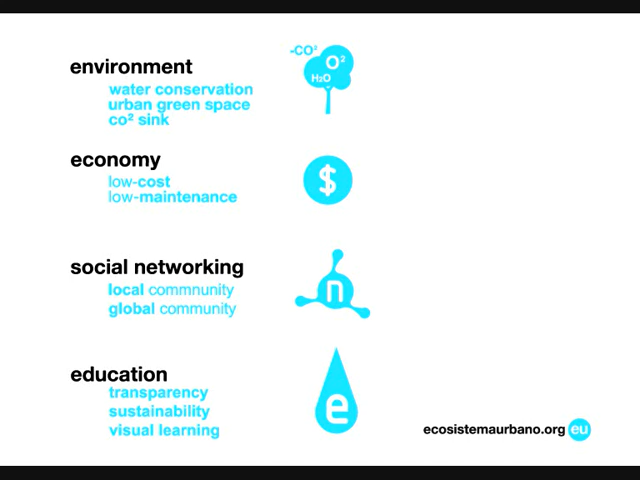 -CO²
O²
H₂O
environment
water conservation
urban green space
co² sink
economy
low-cost
low-maintenance
$
social networking
local commnunity
global community
n
education
transparency
sustainability
visual learning
e
ecosistemaurbano.org eu